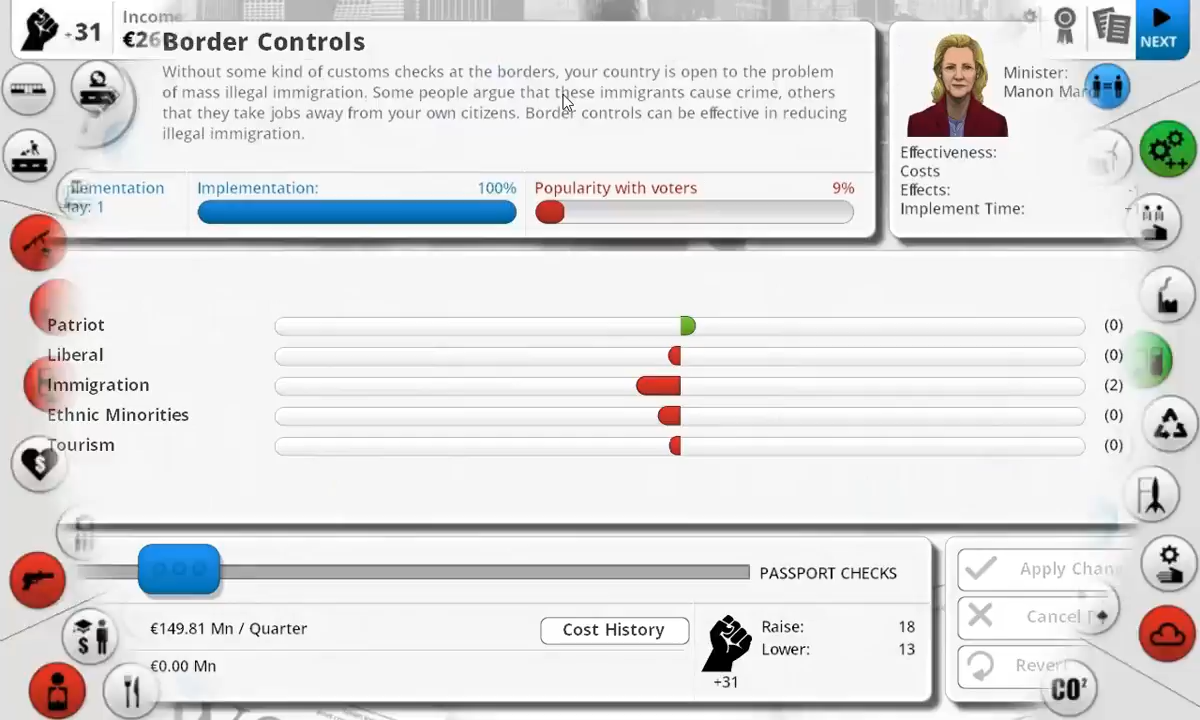 +31
Income
€26
NEXT
Border Controls
Without some kind of customs checks at the borders, your country is open to the problem
of mass illegal immigration. Some people argue that these immigrants cause crime, others
that they take jobs away from your own citizens. Border controls can be effective in reducing
illegal immigration.
Implementation: 100%
Popularity with voters 9%
Minister:
Manon
Effectiveness:
Costs
Effects:
Implement Time:
Patriot (0)
Liberal (0)
Immigration (2)
Ethnic Minorities (0)
Tourism (0)
PASSPORT CHECKS
€149.81 Mn / Quarter
€0.00 Mn
Cost History
Raise: 18
Lower: 13
+31
Apply
Cancel
CO²